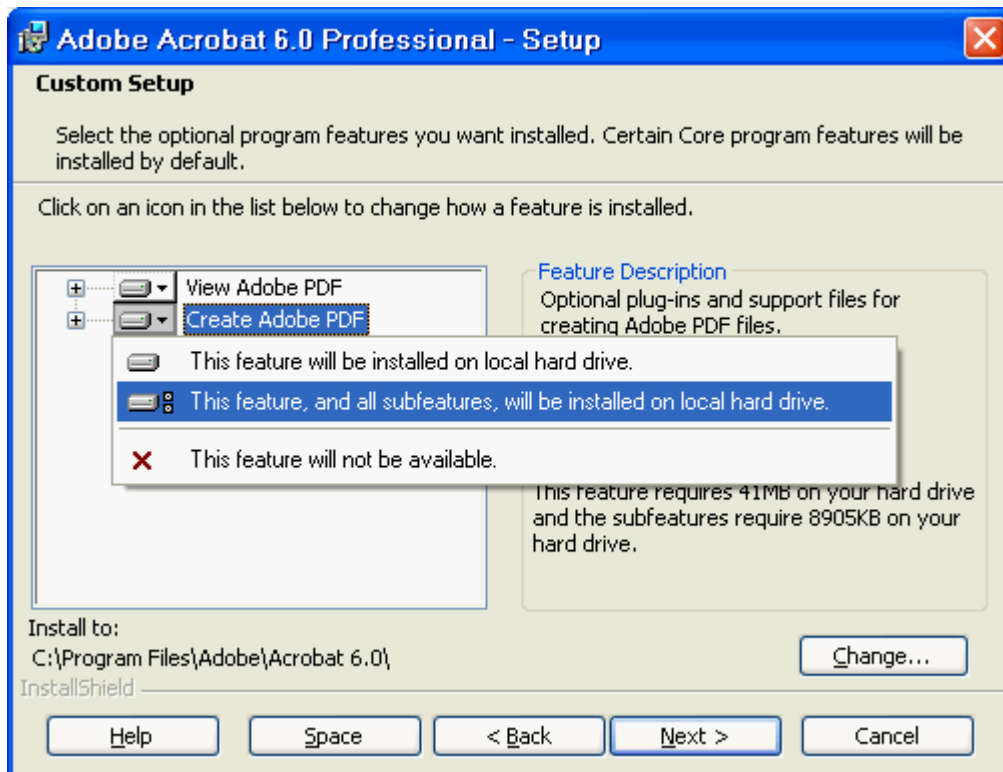 Adobe Acrobat 6.0 Professional - Setup
Custom Setup
Select the optional program features you want installed. Certain Core program features will be
installed by default.
Click on an icon in the list below to change how a feature is installed.
View Adobe PDF
Create Adobe PDF
Feature Description
Optional plug-ins and support files for
creating Adobe PDF files.
This feature will be installed on local hard drive.
This feature, and all subfeatures, will be installed on local hard drive.
This feature will not be available.
This feature requires 41MB on your hard drive
and the subfeatures require 8905KB on your
hard drive.
Install to:
C:\Program Files\Adobe\Acrobat 6.0\
Change...
InstallShield
Help
Space
< Back
Next >
Cancel